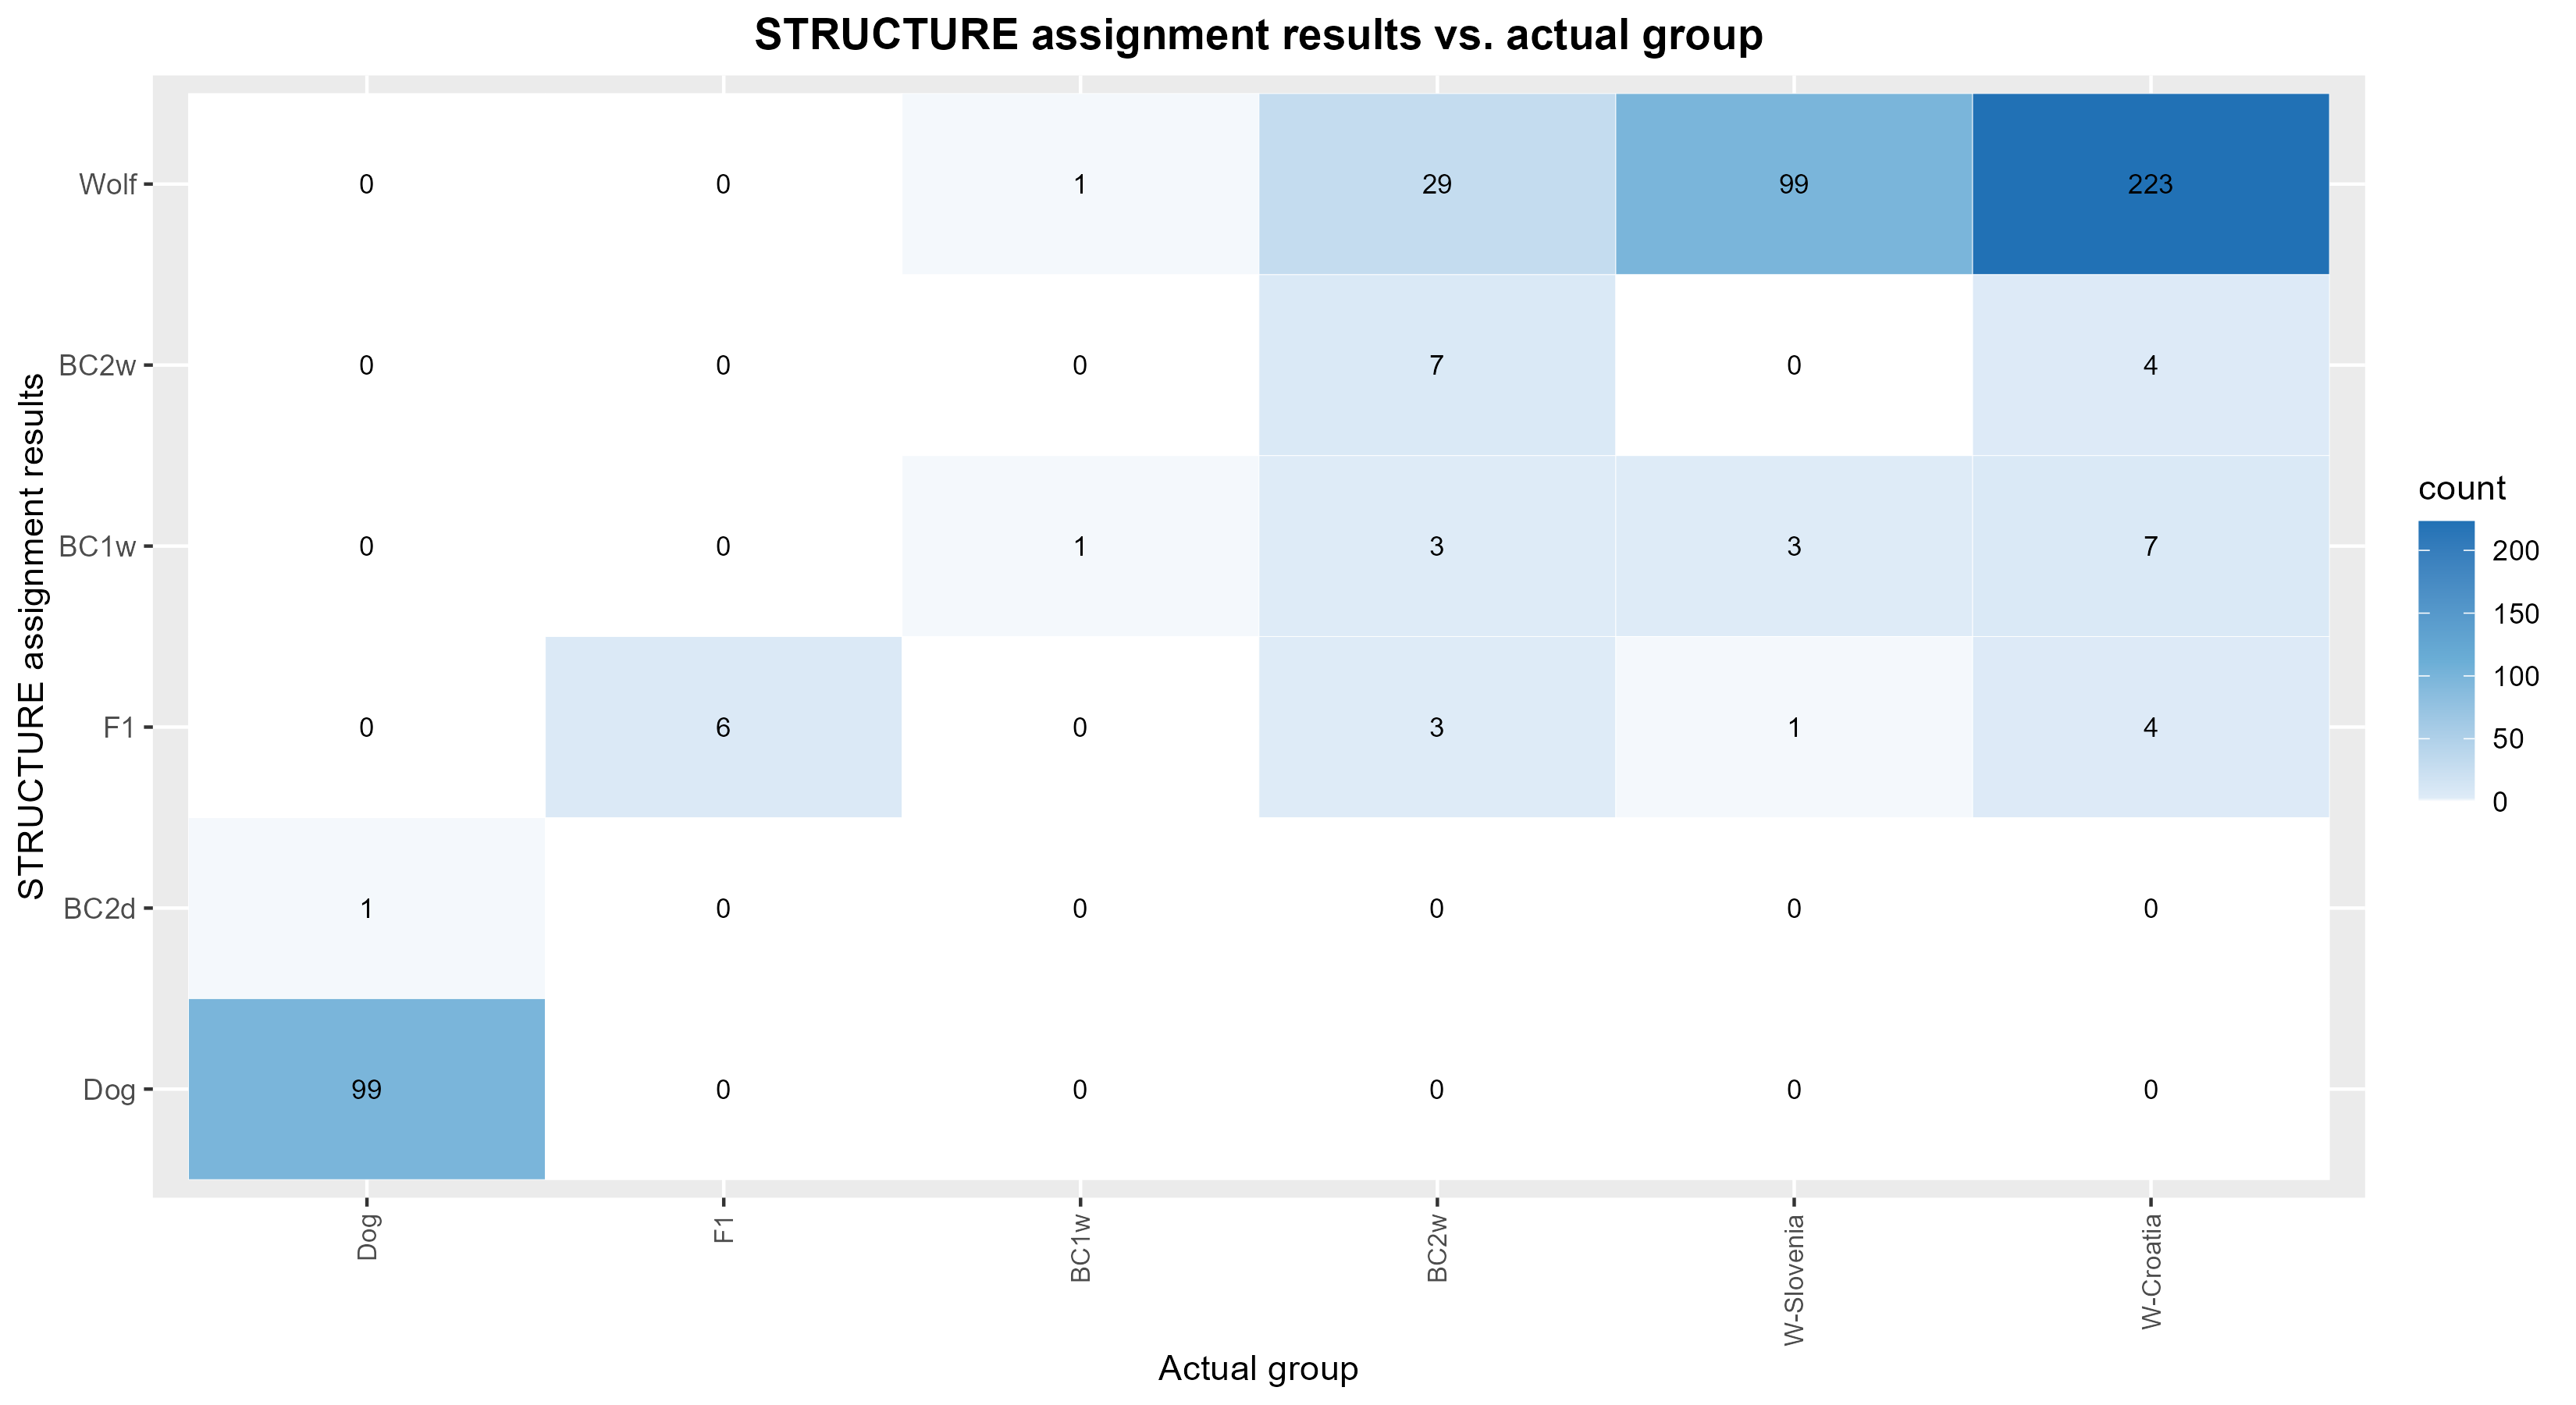 STRUCTURE assignment results vs. actual group
STRUCTURE assignment results
Wolf 0 0 1 29 99 223
BC2w 0 0 0 7 0 4
BC1w 0 0 1 3 3 7
F1 0 6 0 3 1 4
BC2d 1 0 0 0 0 0
Dog 99 0 0 0 0 0
Dog F1 BC1w BC2w W-Slovenia W-Croatia
Actual group
count
200
150
100
50
0